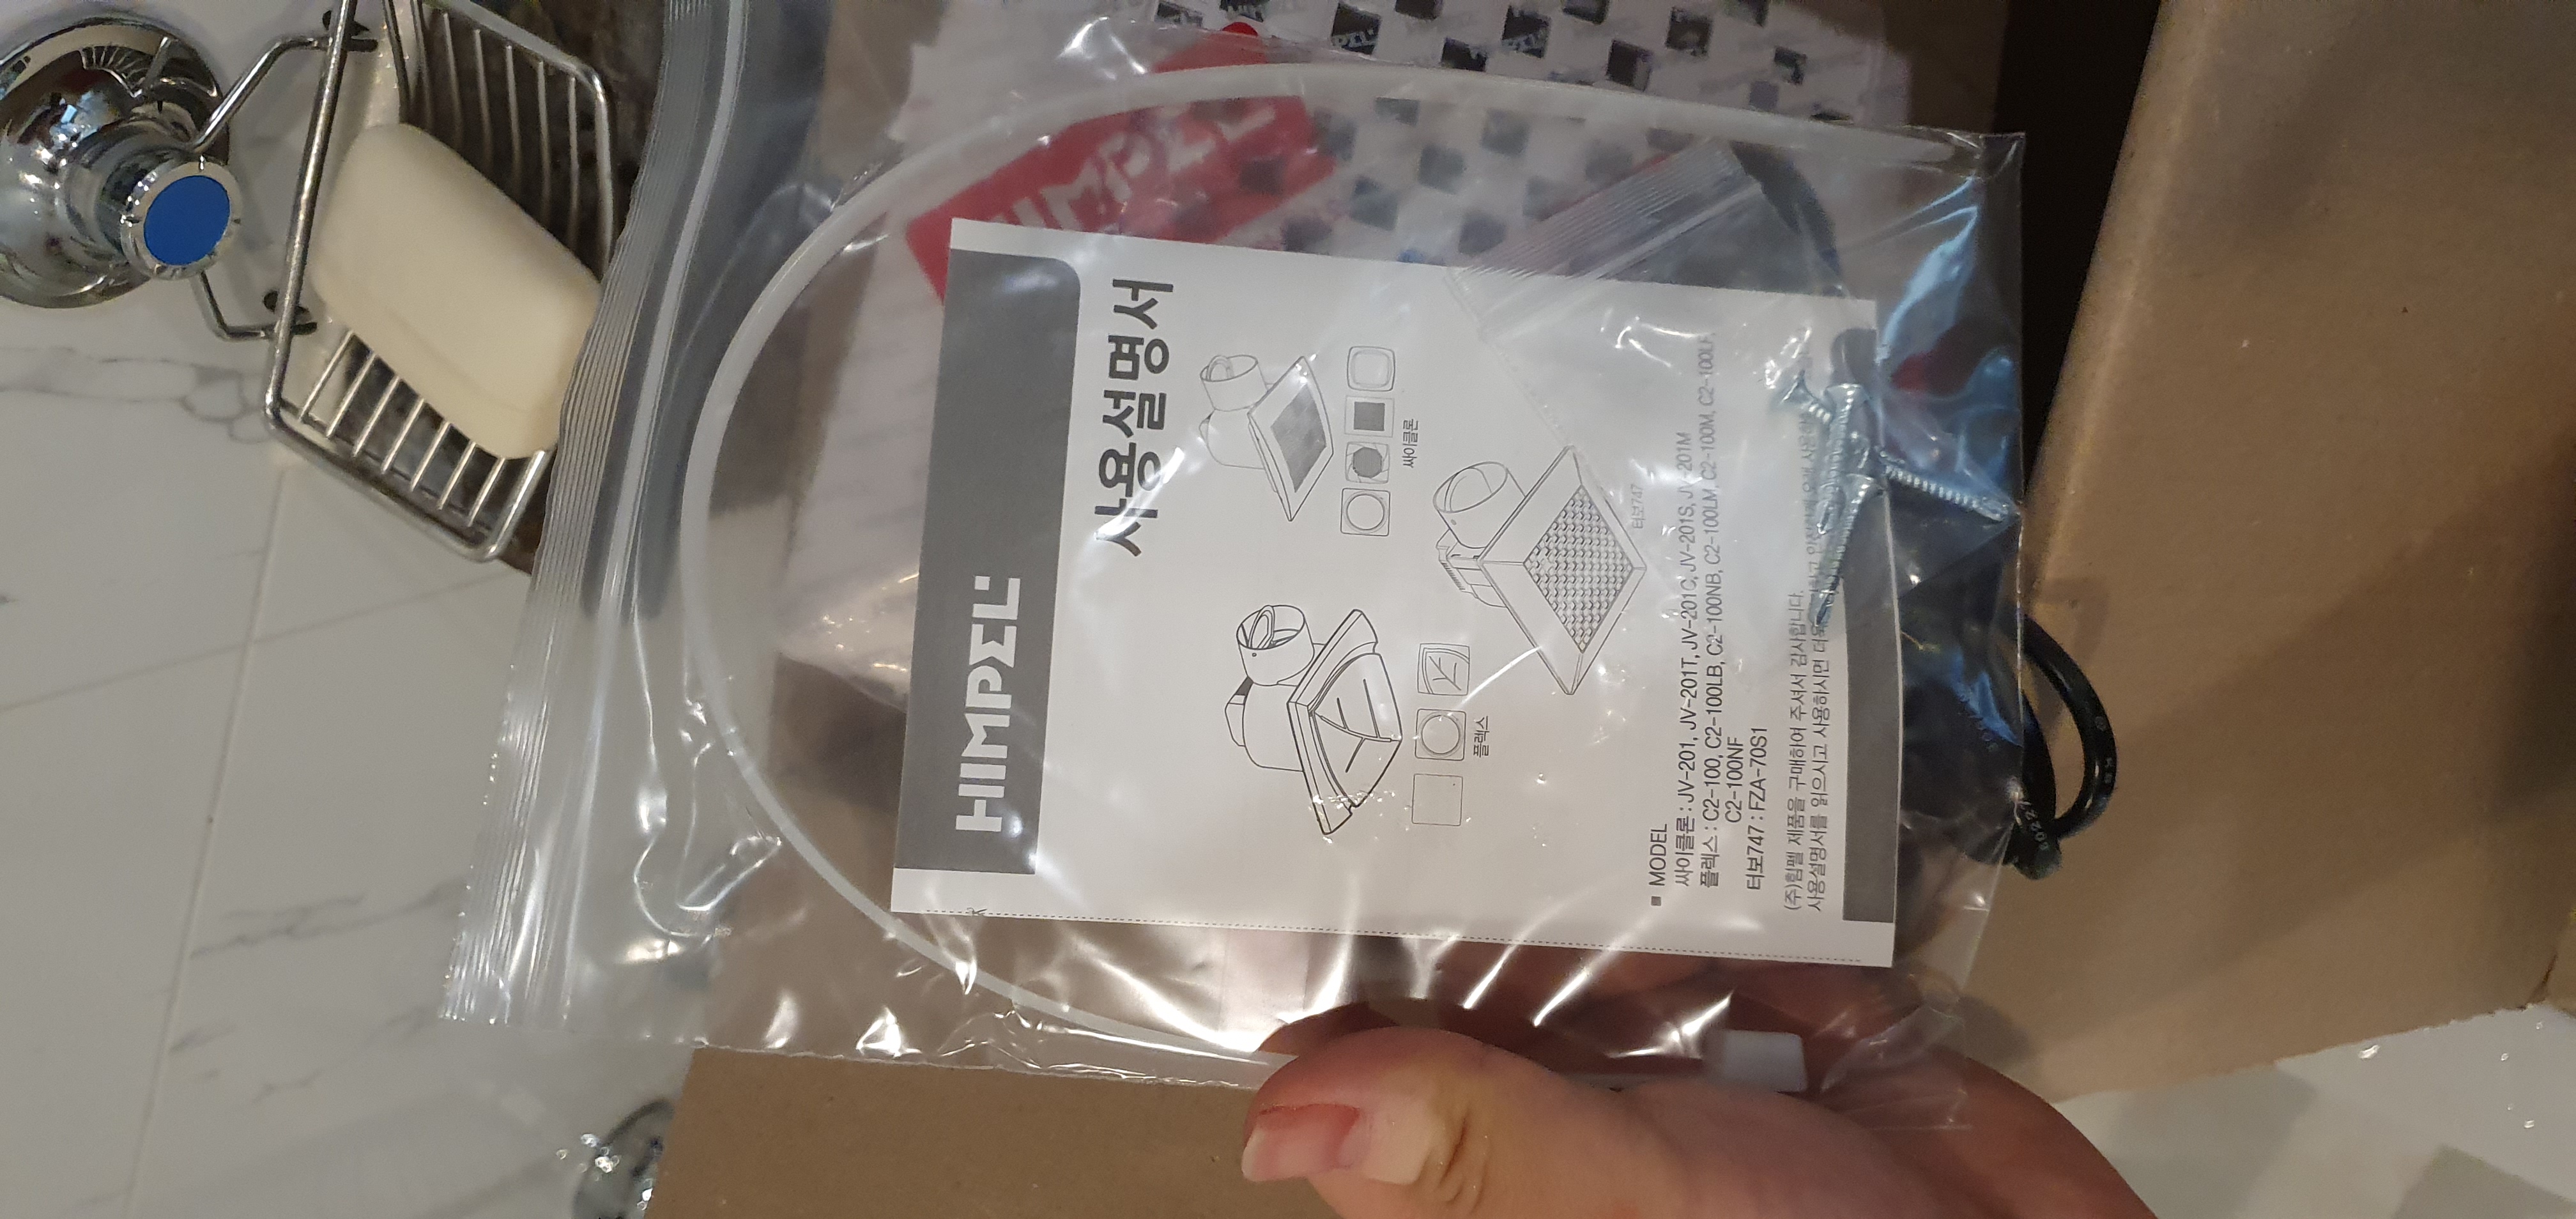 HIMPEL
HIMPEL
사용설명서
싸이클론
플렉스
터보747
■ MODEL
싸이클론 : JV-201, JV-201T, JV-201C, JV-201S, JV-201M
플렉스 : C2-100, C2-100LB, C2-100NB, C2-100LM, C2-100M, C2-100LF,
C2-100NF
터보747 : FZA-70S1
(주)힘펠 제품을 구매하여 주셔서 감사합니다.
사용설명서를 읽으시고 사용하시면